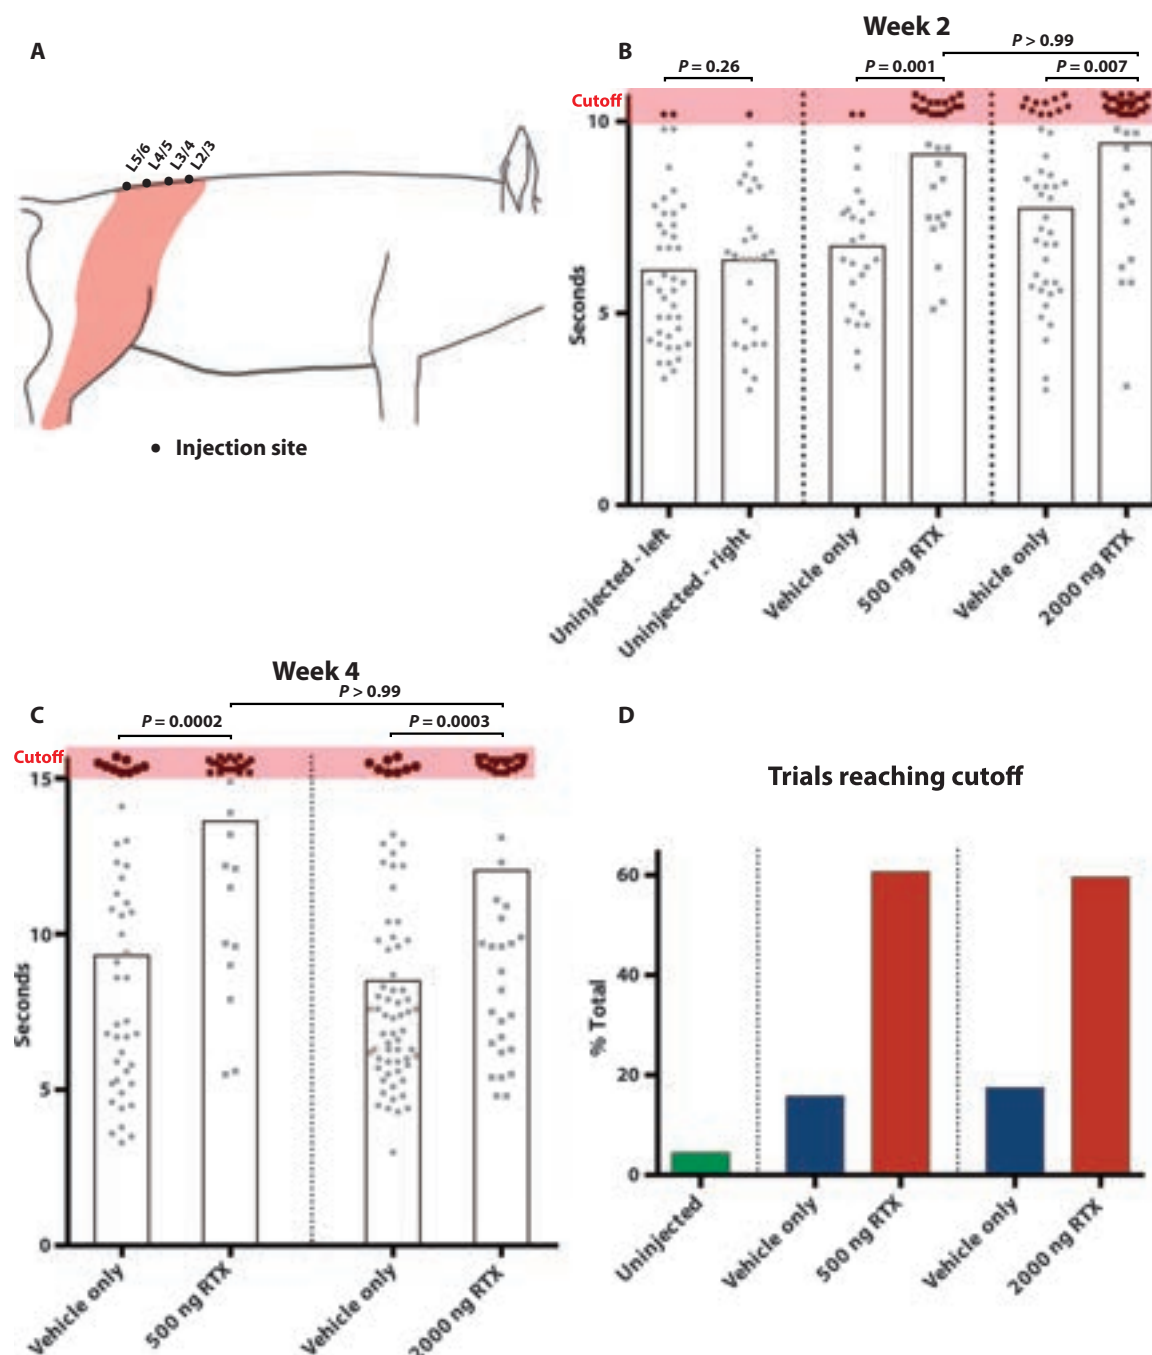 A
L5/6
L4/5
L3/4
L2/3
Injection site
B
Week 2
P > 0.99
P = 0.26
P = 0.001
P = 0.007
Cutoff
10
5
0
Seconds
Uninjected - left
Uninjected - right
Vehicle only
500 ng RTX
Vehicle only
2000 ng RTX
C
Week 4
P > 0.99
P = 0.0002
P = 0.0003
Cutoff
15
10
5
0
Seconds
Vehicle only
500 ng RTX
Vehicle only
2000 ng RTX
D
Trials reaching cutoff
60
40
20
0
% Total
Uninjected
Vehicle only
500 ng RTX
Vehicle only
2000 ng RTX